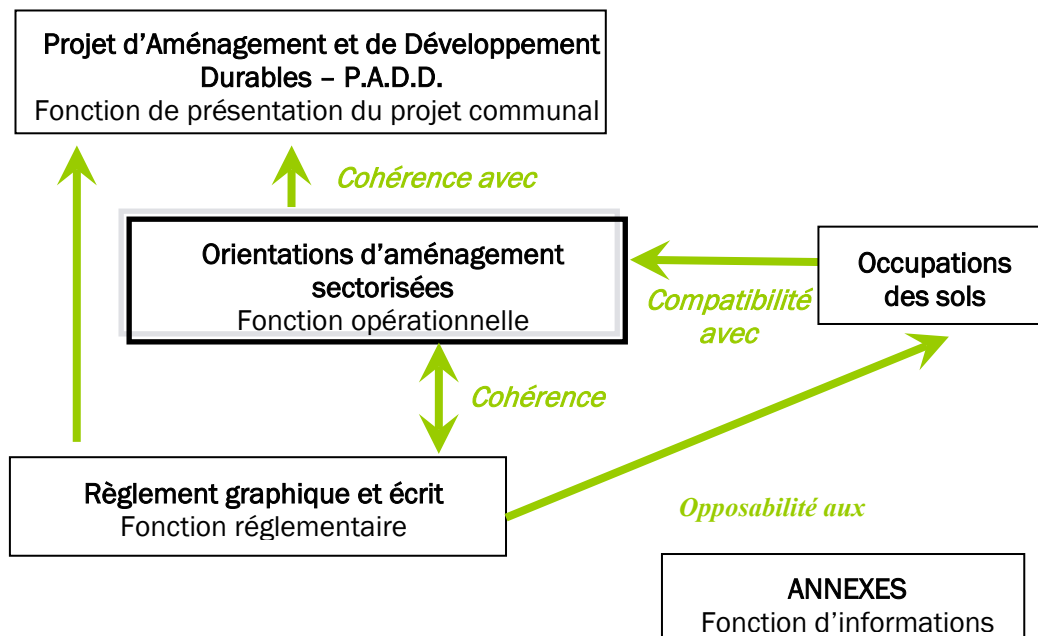 Projet d'Aménagement et de Développement
Durables – P.A.D.D.
Fonction de présentation du projet communal
Cohérence avec
Orientations d'aménagement
sectorisées
Fonction opérationnelle
Occupations
des sols
Compatibilité
avec
Cohérence
Règlement graphique et écrit
Fonction réglementaire
Opposabilité aux
ANNEXES
Fonction d'informations